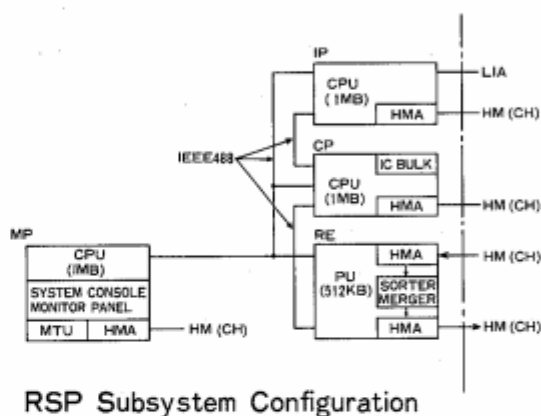 IP
CPU
(1MB)
HMA
LIA
HM (CH)
IEEE488
CP
IC BULK
CPU
(1MB)
HMA
HM (CH)
MP
CPU
(1MB)
SYSTEM CONSOLE
MONITOR PANEL
MTU
HMA
HM (CH)
RE
HMA
PU
(512KB)
SORTER
MERGER
HMA
HM (CH)
HM (CH)
RSP Subsystem Configuration